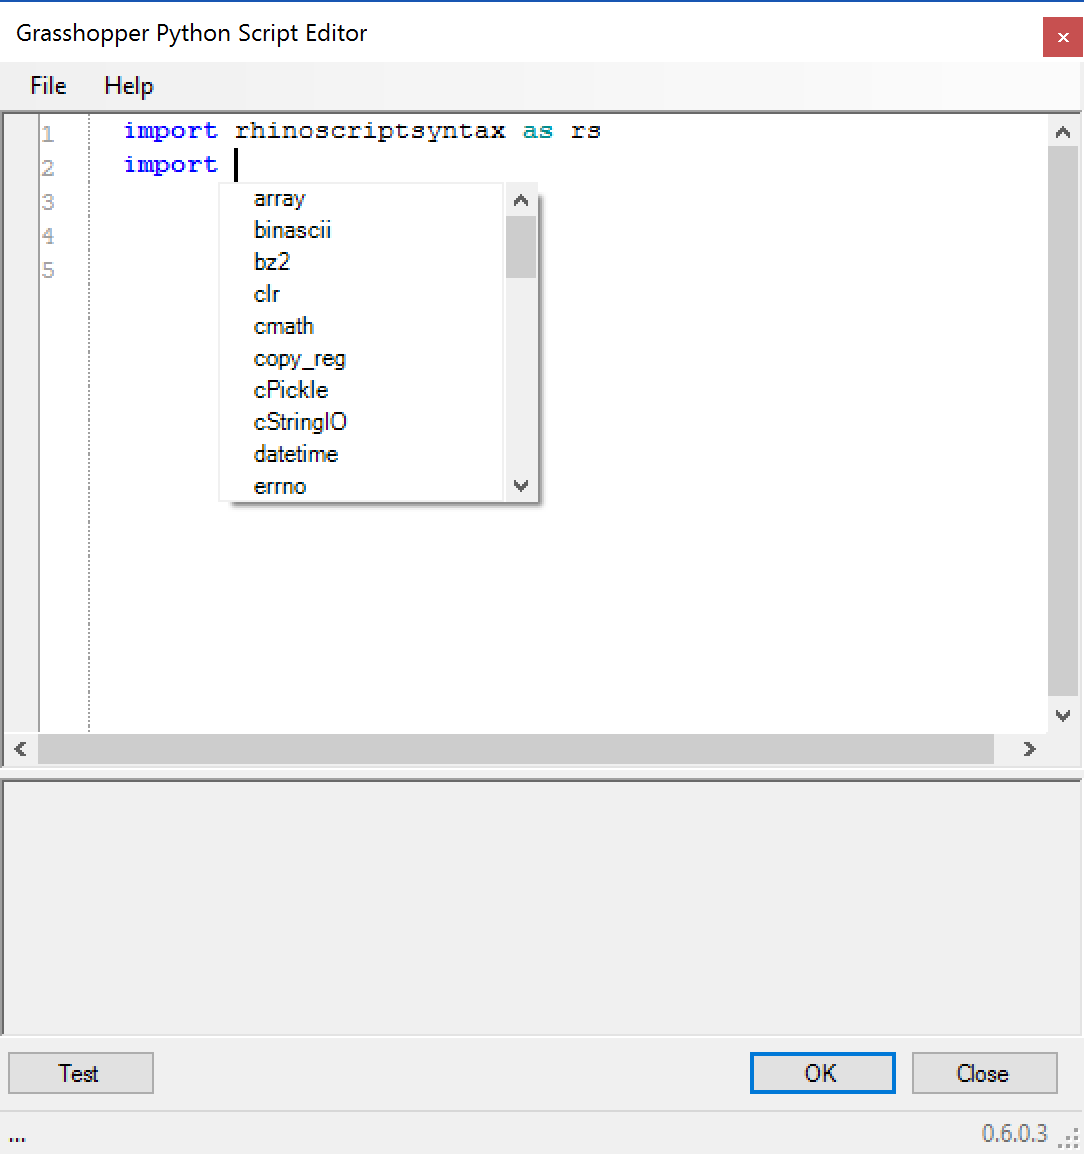 Grasshopper Python Script Editor
File Help
1 import rhinoscriptsyntax as rs
2 import
3
4
5
array
binascii
bz2
clr
cmath
copy_reg
cPickle
cStringIO
datetime
errno
Test OK Close
... 0.6.0.3